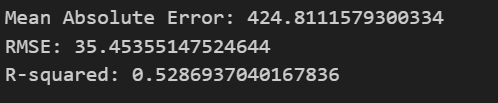 Mean Absolute Error: 424.8111579300334
RMSE: 35.45355147524644
R-squared: 0.5286937040167836